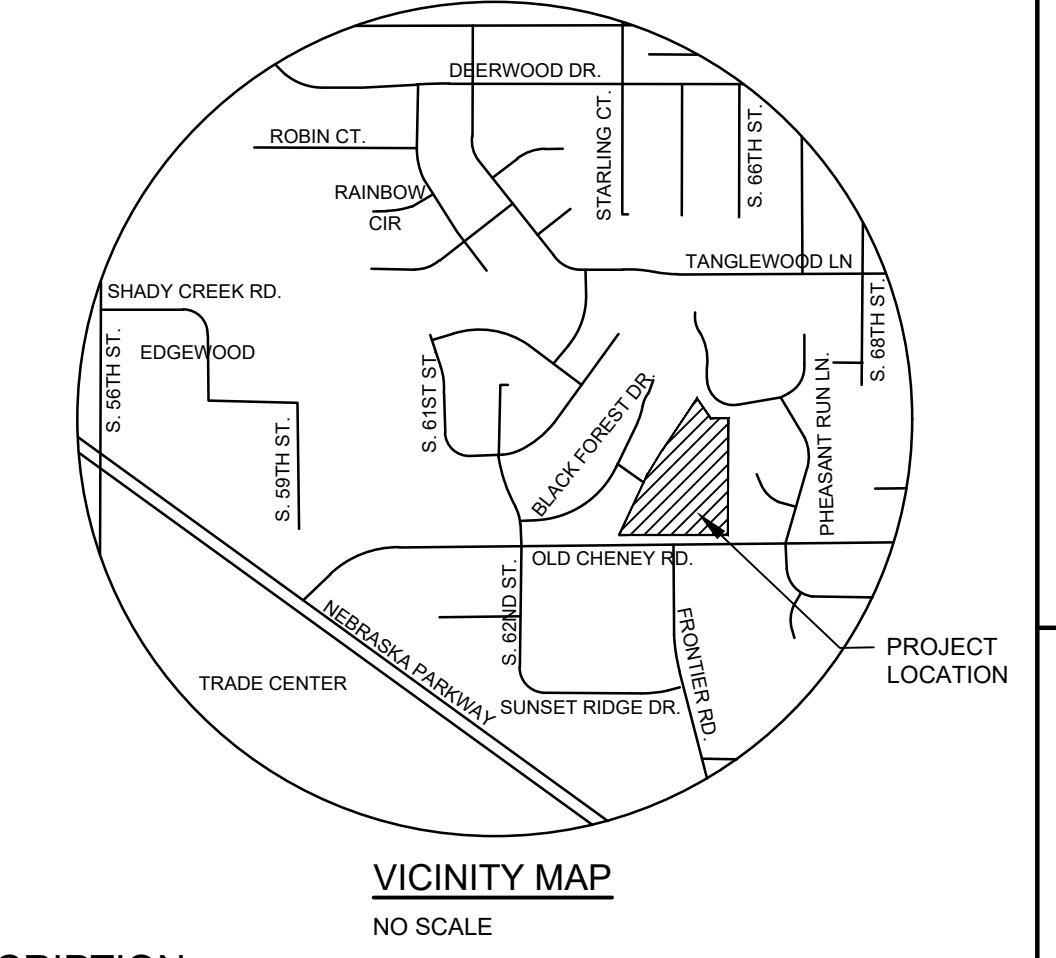 DEERWOOD DR.
ROBIN CT.
STARLING CT.
S. 66TH ST.
RAINBOW
CIR
TANGLEWOOD LN
SHADY CREEK RD.
S. 68TH ST.
EDGEWOOD
S. 56TH ST.
S. 61ST ST
BLACK FOREST DR.
PHEASANT RUN LN.
S. 59TH ST.
OLD CHENEY RD.
S. 62ND ST.
NEBRASKA PARKWAY
FRONTIER RD.
PROJECT
LOCATION
TRADE CENTER
SUNSET RIDGE DR.
VICINITY MAP
NO SCALE